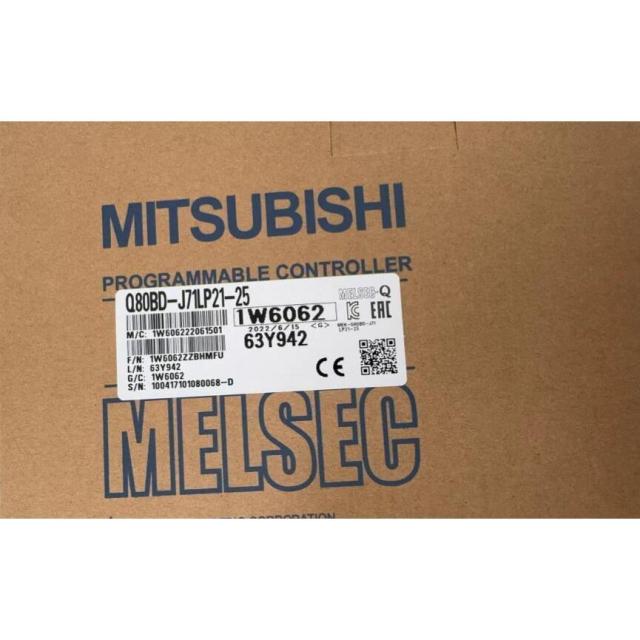 MITSUBISHI
PROGRAMMABLE CONTROLLER
Q80BD-J71LP21-25
MELSEC-Q
1W6062
M/C: 1W606222061501
2022/6/15 <G>
63Y942
EAC
F/N: 1W6062ZZBHMFU
L/N: 63Y942
G/C: 1W6062
S/N: 100417101080068-D
CE
MELSEC
CORPORATION